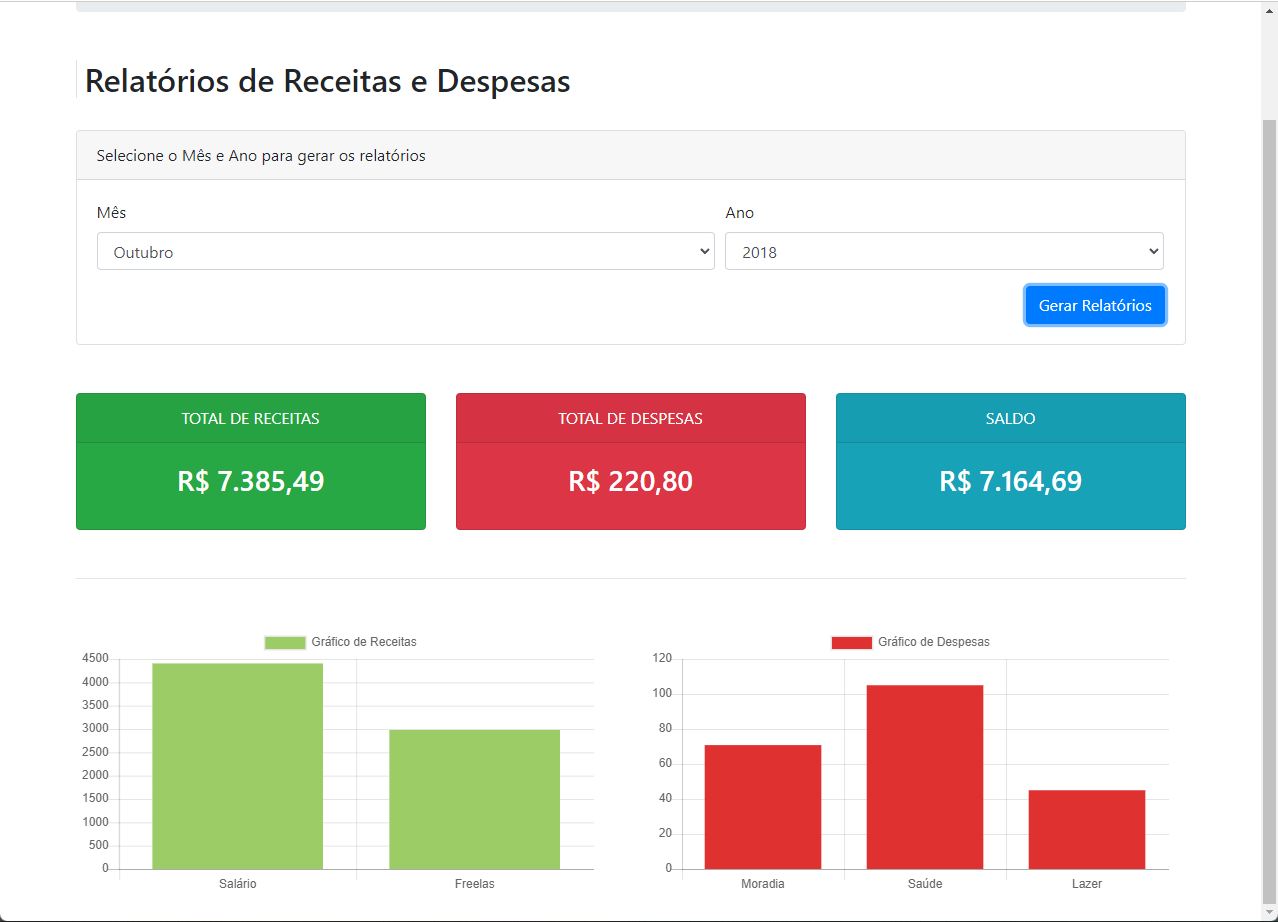 Relatórios de Receitas e Despesas
Selecione o Mês e Ano para gerar os relatórios
Mês Ano
Outubro 2018
Gerar Relatórios
TOTAL DE RECEITAS TOTAL DE DESPESAS SALDO
R$ 7.385,49 R$ 220,80 R$ 7.164,69
Gráfico de Receitas
4500
4000
3500
3000
2500
2000
1500
1000
500
0
Salário Freelas
Gráfico de Despesas
120
100
80
60
40
20
0
Moradia Saúde Lazer